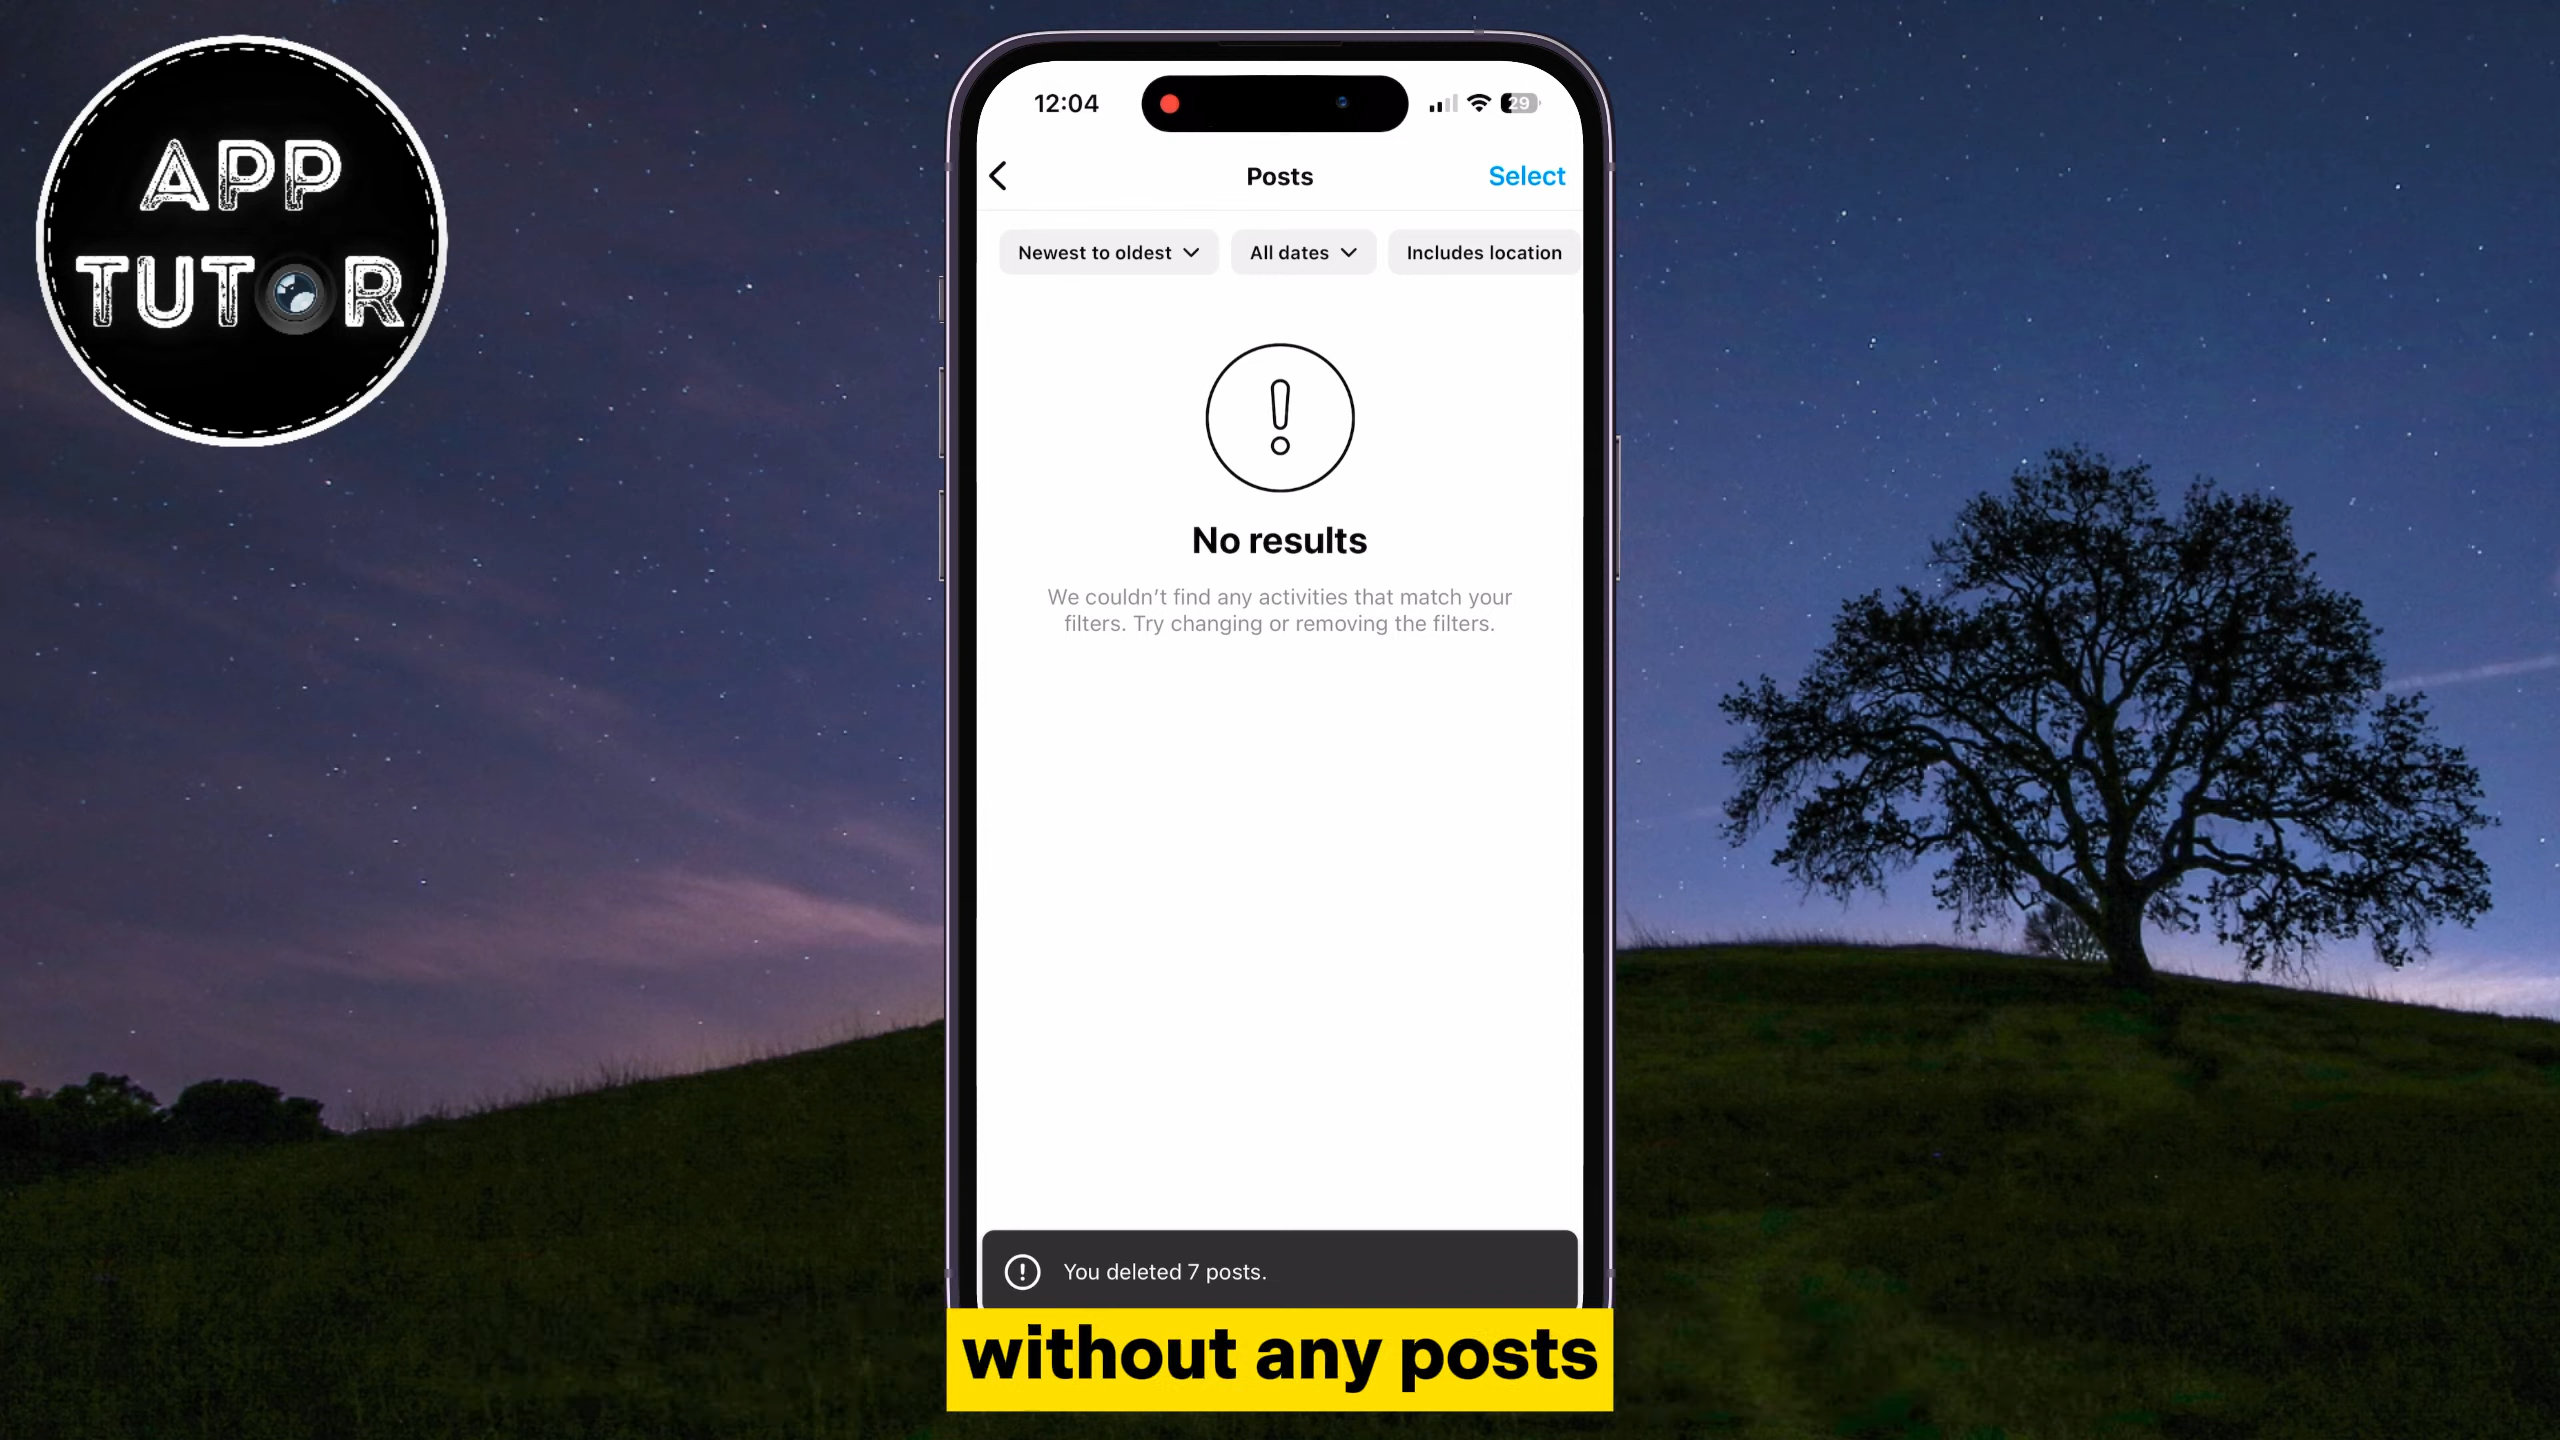 APP
TUTOR
12:04
29
Posts
Select
Newest to oldest
All dates
Includes location
No results
We couldn’t find any activities that match your
filters. Try changing or removing the filters.
You deleted 7 posts.
without any posts